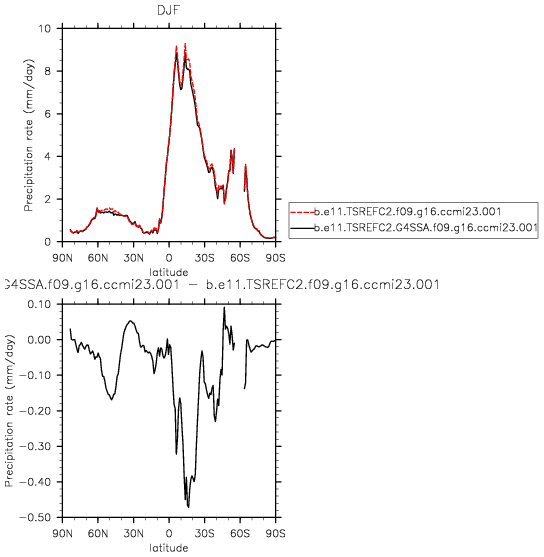 DJF
10
8
6
4
2
0
Precipitation rate (mm/day)
90N 60N 30N 0 30S 60S 90S
latitude
b.e11.TSREFC2.f09.g16.ccmi23.001
b.e11.TSREFC2.G4SSA.f09.g16.ccmi23.001
G4SSA.f09.g16.ccmi23.001 − b.e11.TSREFC2.f09.g16.ccmi23.001
0.10
0.00
−0.10
−0.20
−0.30
−0.40
−0.50
Precipitation rate (mm/day)
90N 60N 30N 0 30S 60S 90S
latitude